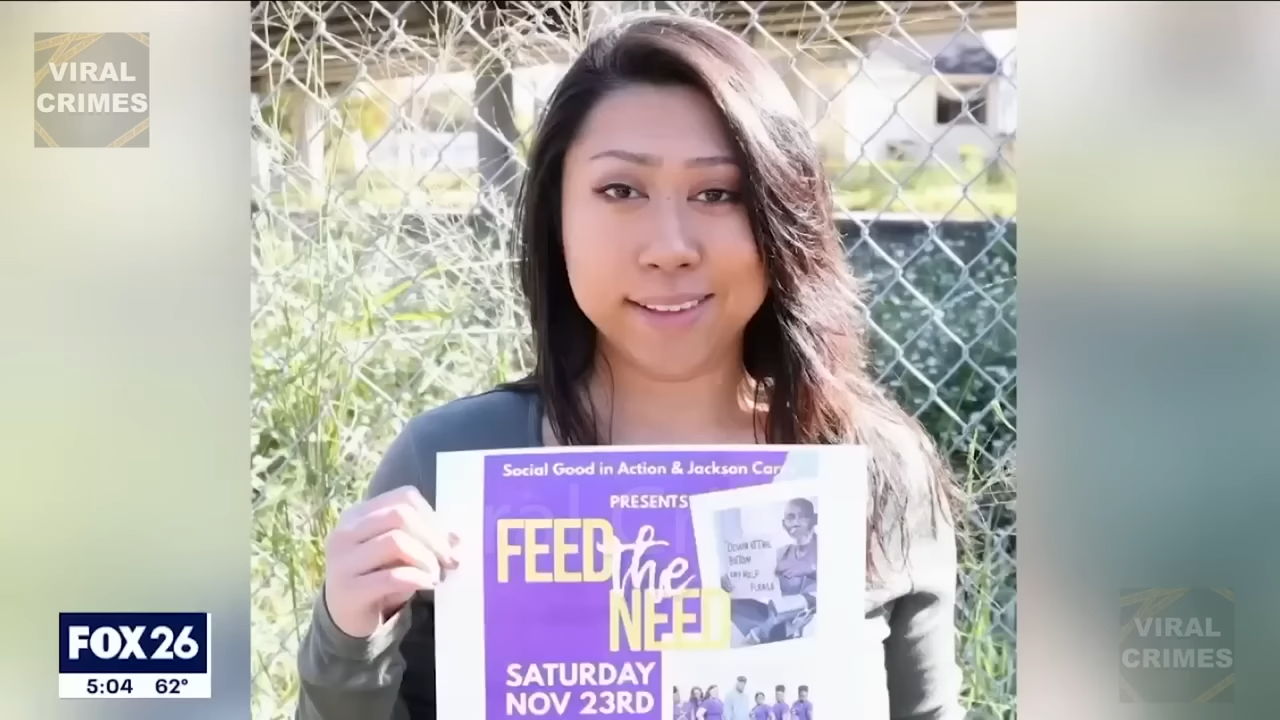 VIRAL
CRIMES
Social Good in Action & Jackson
PRESENTS
FEED
the
NEED
SATURDAY
NOV 23RD
FOX 26
5:04 62°
VIRAL
CRIMES